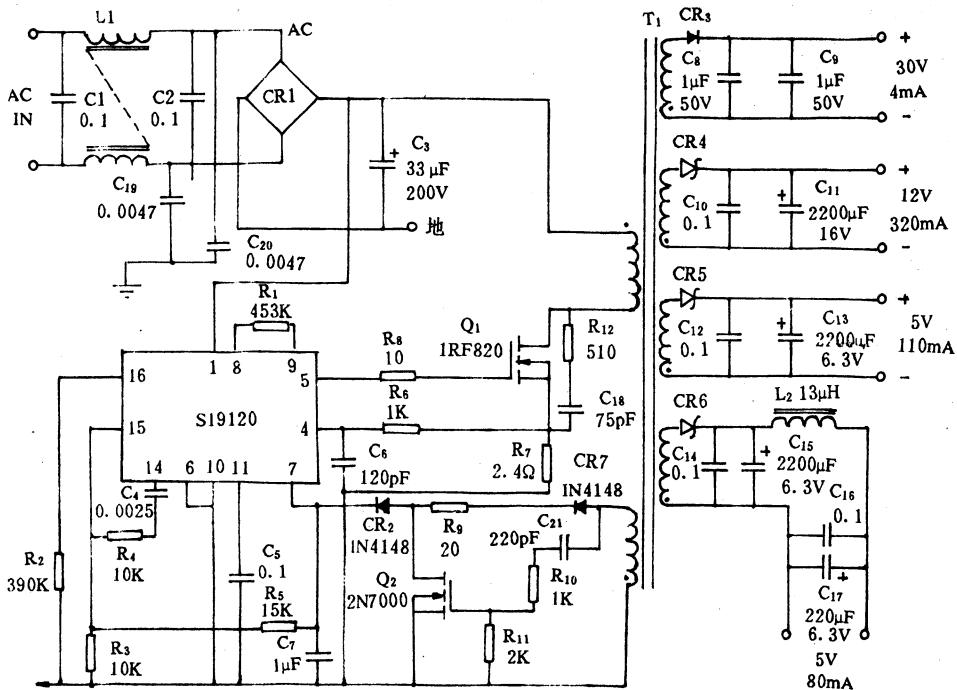 L1
AC
AC
IN
C1
0.1
C2
0.1
CR1
C3
+
33μF
200V
地
C19
0.0047
C20
0.0047
T1
CR3
C8
1μF
50V
C9
1μF
50V
+
30V
4mA
-
CR4
C10
0.1
+
C11
2200μF
16V
12V
320mA
-
CR5
C12
0.1
+
C13
2200μF
6.3V
+
5V
110mA
-
CR6
L2 13μH
C14
0.1
+
C15
2200μF
6.3V
C16
0.1
C17
+
220μF
6.3V
5V
80mA
R1
453K
16
1
8
9
5
15
S19120
4
14
6
10
11
7
R8
10
Q1
1RF820
R12
510
R6
1K
C18
75pF
C6
120pF
R7
2.4Ω
CR7
1N4148
C4
0.0025
R4
10K
CR2
1N4148
R9
20
C21
220pF
R2
390K
C5
0.1
R5
15K
Q2
2N7000
R10
1K
R3
10K
C7
1μF
R11
2K